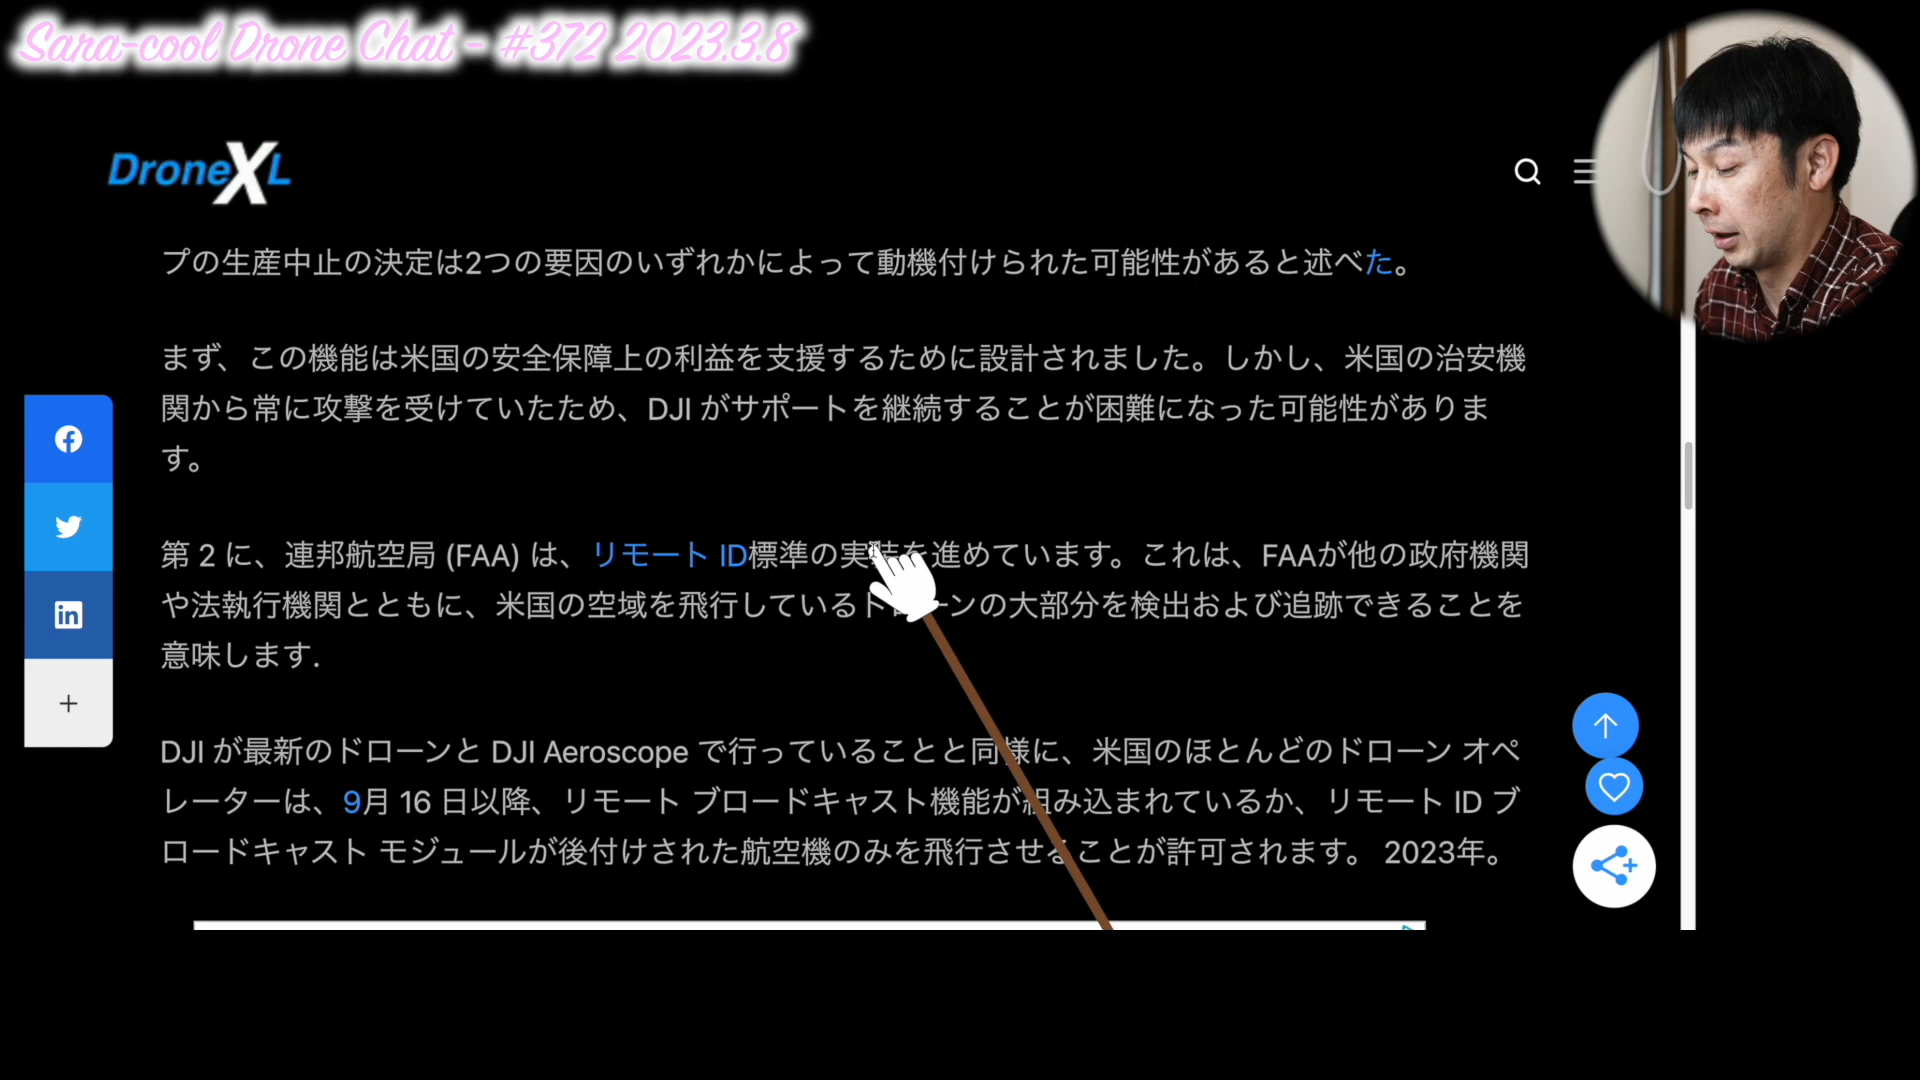 Sara-cool Drone Chat - #372 2023.3.8
DroneXL
プの生産中止の決定は2つの要因のいずれかによって動機付けられた可能性があると述べた。
まず、この機能は米国の安全保障上の利益を支援するために設計されました。しかし、米国の治安機
関から常に攻撃を受けていたため、DJI がサポートを継続することが困難になった可能性がありま
す。
第 2 に、連邦航空局 (FAA) は、リモート ID標準の実装を進めています。これは、FAAが他の政府機関
や法執行機関とともに、米国の空域を飛行しているドローンの大部分を検出および追跡できることを
意味します.
DJI が最新のドローンと DJI Aeroscope で行っていることと同様に、米国のほとんどのドローン オペ
レーターは、9月 16 日以降、リモート ブロードキャスト機能が組み込まれているか、リモート ID ブ
ロードキャスト モジュールが後付けされた航空機のみを飛行させることが許可されます。 2023年。